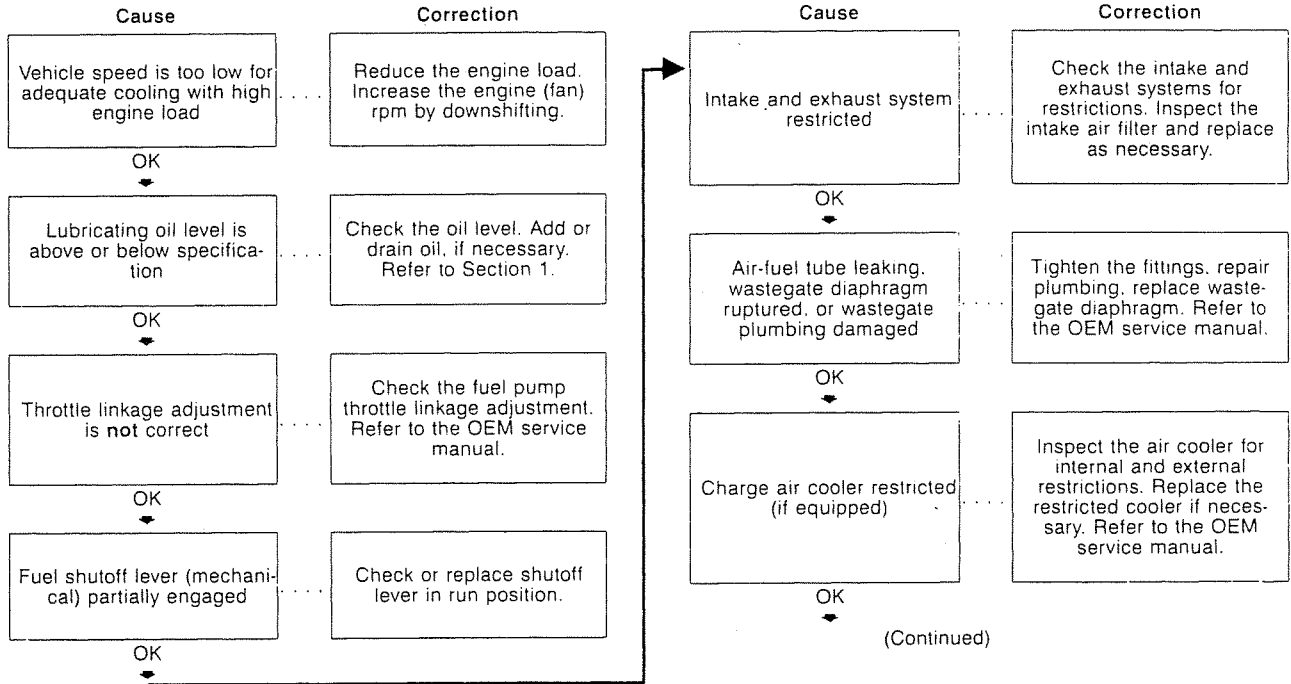 Cause
Correction
Vehicle speed is too low for
adequate cooling with high
engine load
Reduce the engine load.
Increase the engine (fan)
rpm by downshifting.
OK
Lubricating oil level is
above or below specifica-
tion
Check the oil level. Add or
drain oil, if necessary.
Refer to Section 1.
OK
Throttle linkage adjustment
is not correct
Check the fuel pump
throttle linkage adjustment.
Refer to the OEM service
manual.
OK
Fuel shutoff lever (mechani-
cal) partially engaged
Check or replace shutoff
lever in run position.
OK
Cause
Correction
Intake and exhaust system
restricted
Check the intake and
exhaust systems for
restrictions. Inspect the
intake air filter and replace
as necessary.
OK
Air-fuel tube leaking,
wastegate diaphragm
ruptured, or wastegate
plumbing damaged
Tighten the fittings, repair
plumbing, replace waste-
gate diaphragm. Refer to
the OEM service manual.
OK
Charge air cooler restricted
(if equipped)
Inspect the air cooler for
internal and external
restrictions. Replace the
restricted cooler if neces-
sary. Refer to the OEM
service manual.
OK
(Continued)